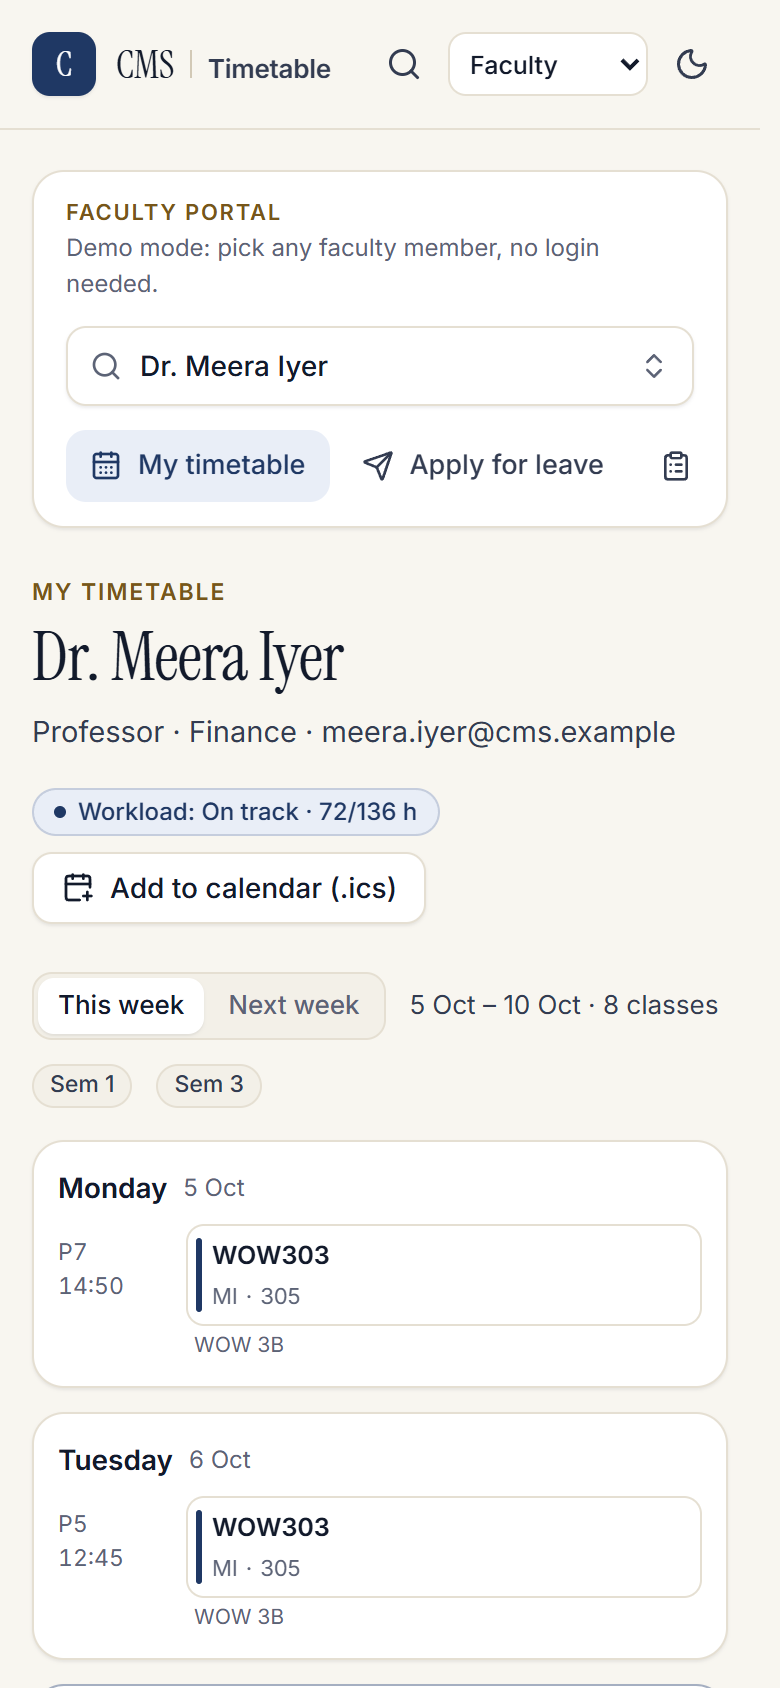 C CMS Timetable Faculty
FACULTY PORTAL
Demo mode: pick any faculty member, no login
needed.
Dr. Meera Iyer
My timetable Apply for leave
MY TIMETABLE
Dr. Meera Iyer
Professor · Finance · meera.iyer@cms.example
Workload: On track · 72/136 h
Add to calendar (.ics)
This week Next week 5 Oct – 10 Oct · 8 classes
Sem 1 Sem 3
Monday 5 Oct
P7
14:50
WOW303
MI · 305
WOW 3B
Tuesday 6 Oct
P5
12:45
WOW303
MI · 305
WOW 3B